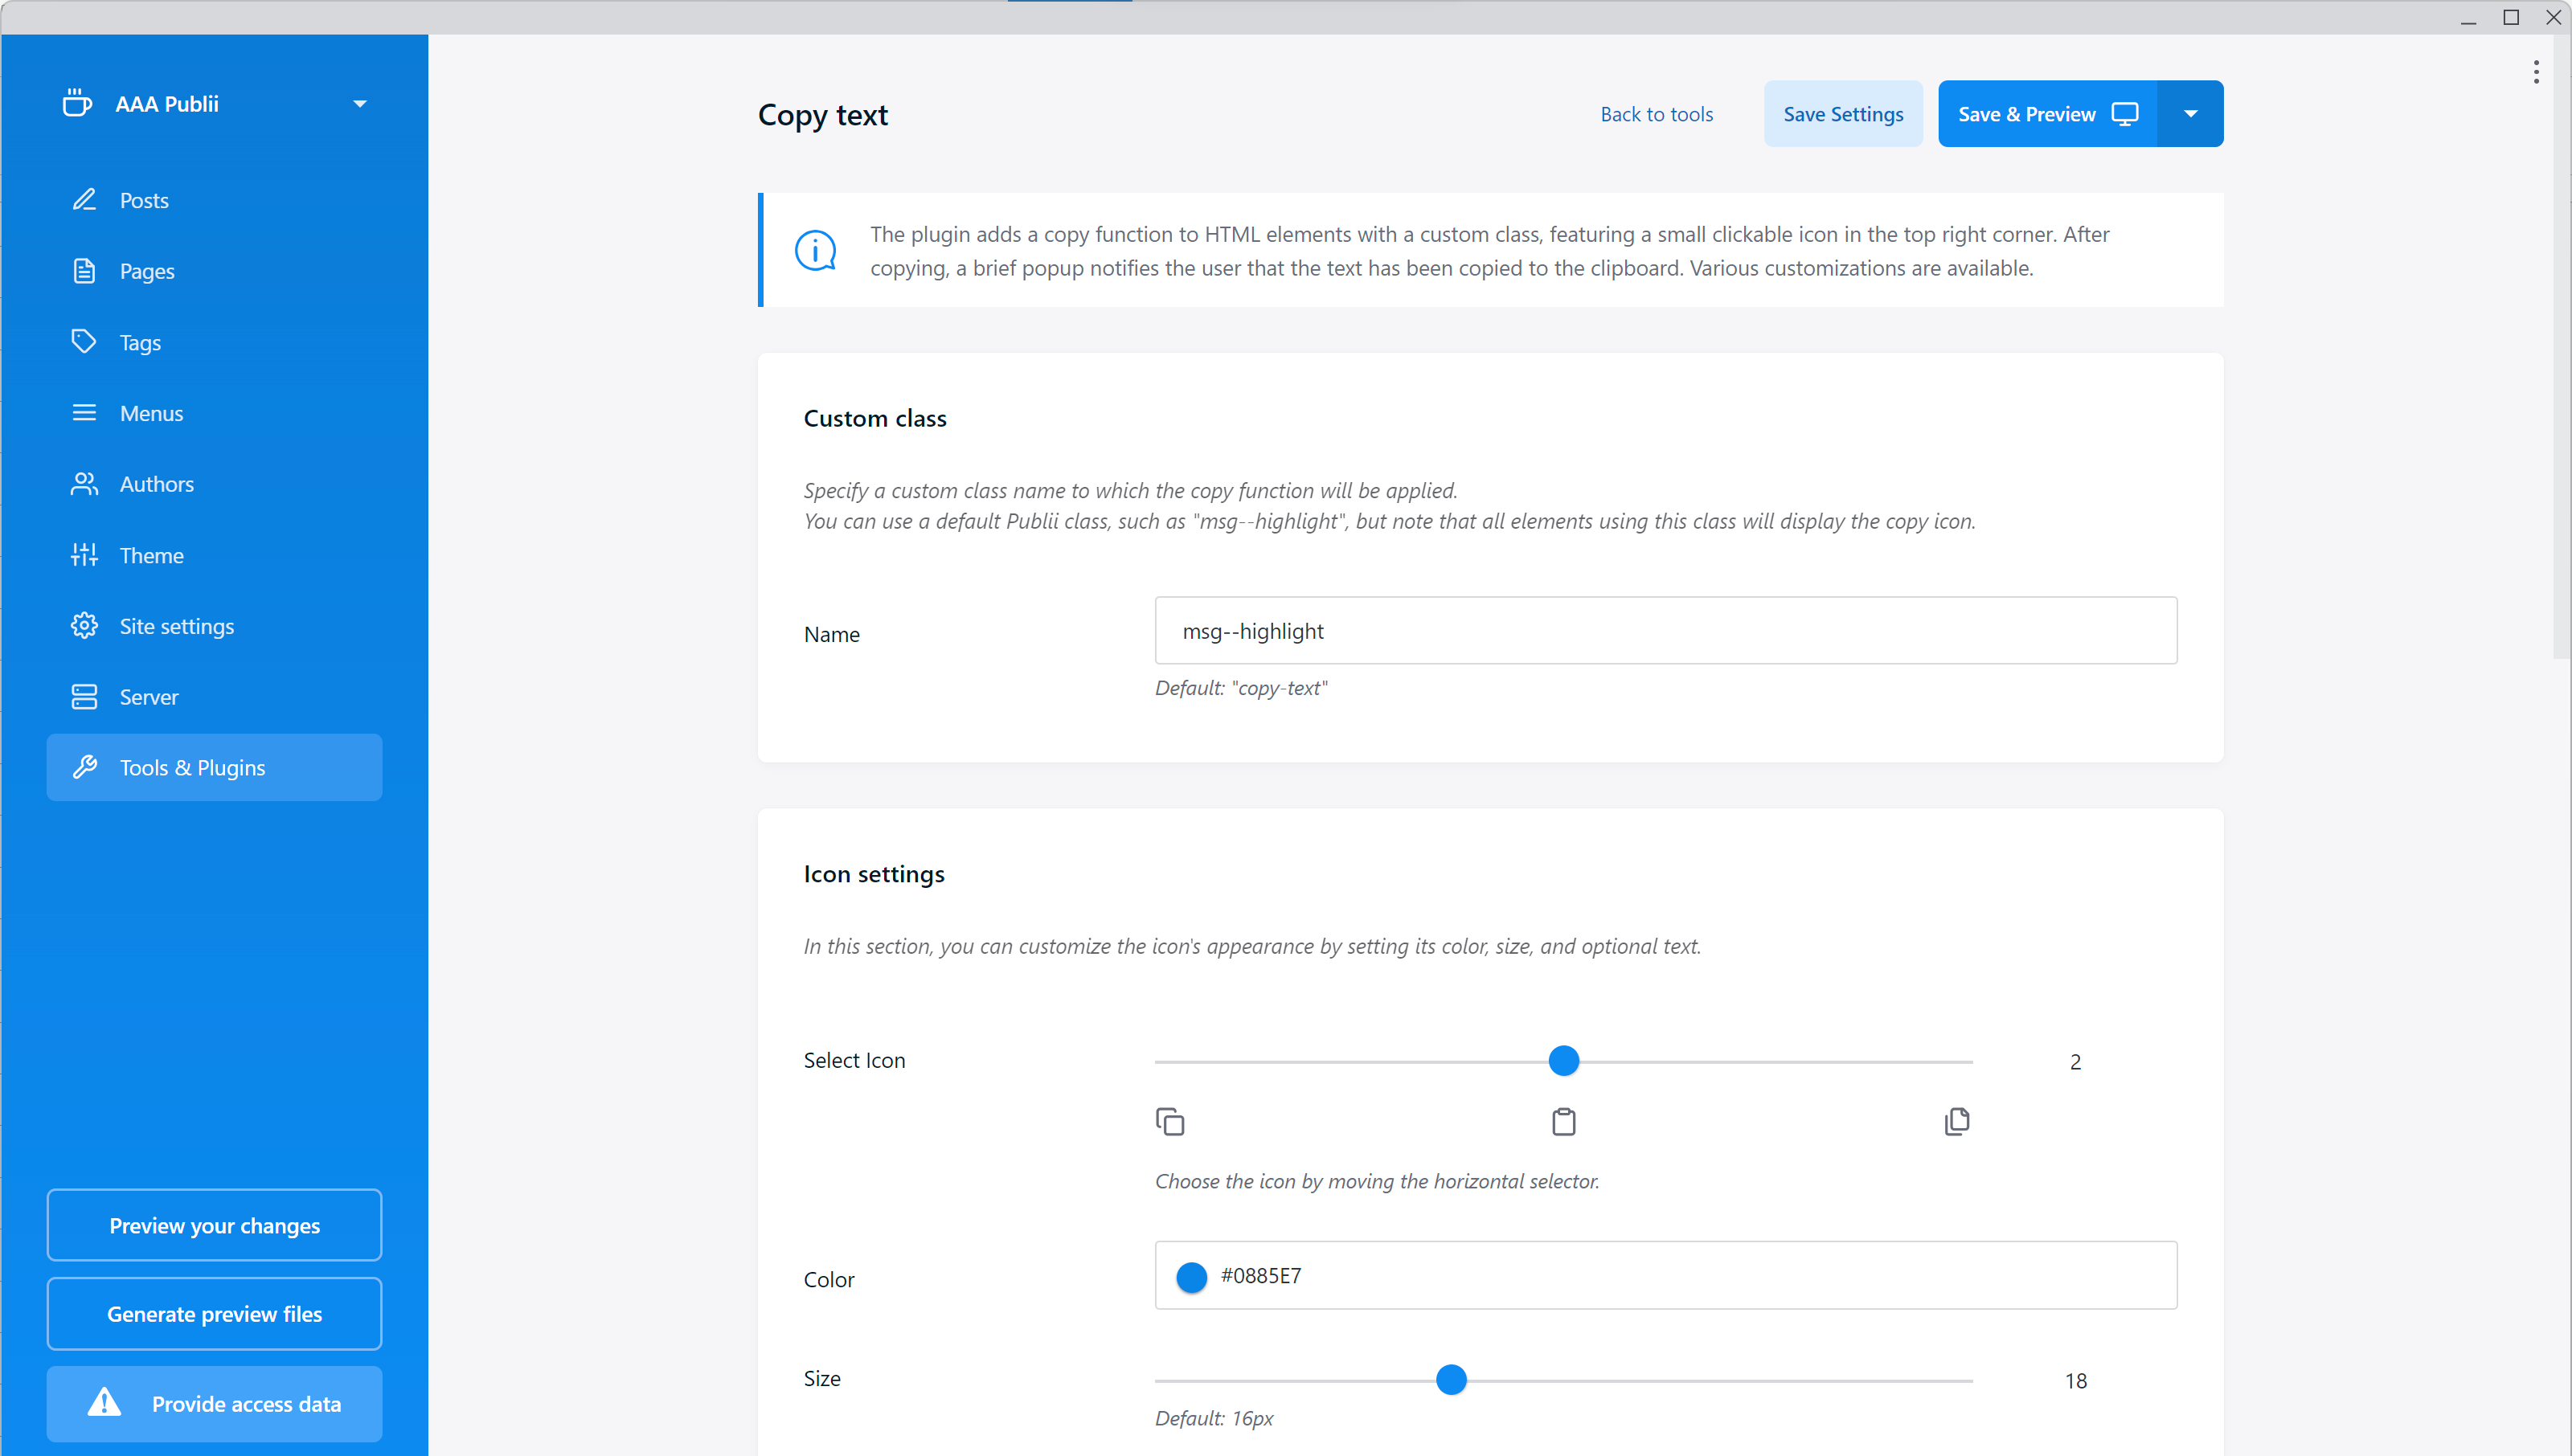 AAA Publii
Posts
Pages
Tags
Menus
Authors
Theme
Site settings
Server
Tools & Plugins
Preview your changes
Generate preview files
Provide access data
Copy text
Back to tools
Save Settings
Save & Preview
The plugin adds a copy function to HTML elements with a custom class, featuring a small clickable icon in the top right corner. After
copying, a brief popup notifies the user that the text has been copied to the clipboard. Various customizations are available.
Custom class
Specify a custom class name to which the copy function will be applied.
You can use a default Publii class, such as "msg--highlight", but note that all elements using this class will display the copy icon.
Name
msg--highlight
Default: "copy-text"
Icon settings
In this section, you can customize the icon's appearance by setting its color, size, and optional text.
Select Icon
2
Choose the icon by moving the horizontal selector.
Color
#0885E7
Size
18
Default: 16px